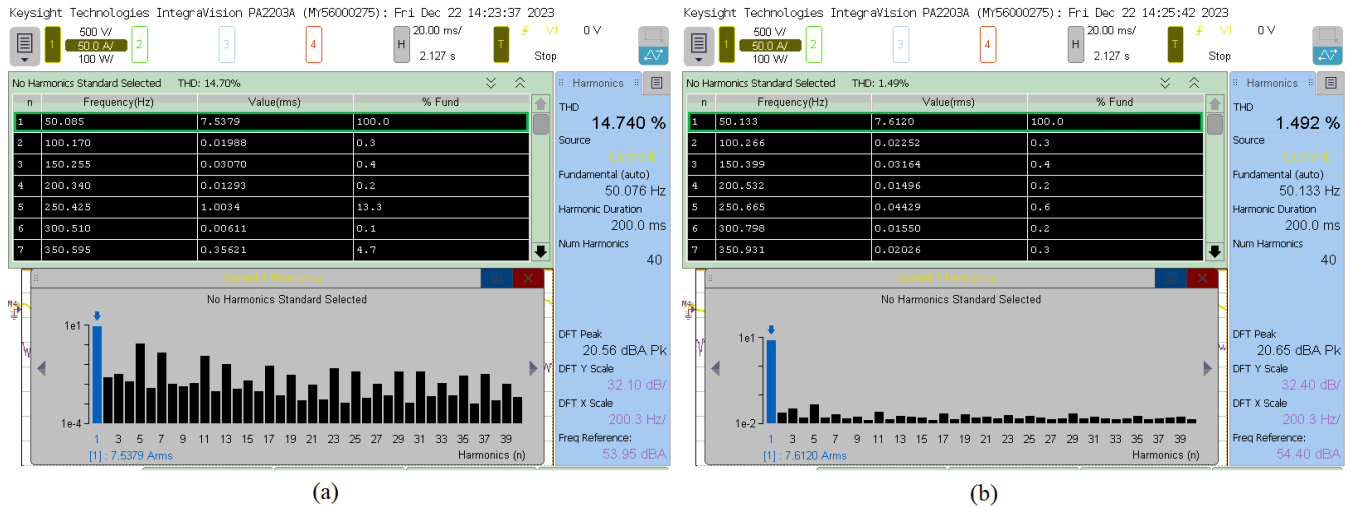 Keysight Technologies IntegraVision PA2203A (MY56000275): Fri Dec 22 14:23:37 2023
500 V/
1 50.0 A/ 2 3 4 H 20.00 ms/ T V1 0 V
100 W/ 2.127 s Stop
No Harmonics Standard Selected THD: 14.70%
n Frequency(Hz) Value(rms) % Fund
1 50.085 7.5379 100.0
2 100.170 0.01988 0.3
3 150.255 0.03070 0.4
4 200.340 0.01293 0.2
5 250.425 1.0034 13.3
6 300.510 0.00611 0.1
7 350.595 0.35621 4.7
Harmonics
THD
14.740 %
Source
Current 1
Fundamental (auto)
50.076 Hz
Harmonic Duration
200.0 ms
Num Harmonics
40
DFT Peak
20.56 dBA Pk
DFT Y Scale
32.10 dB/
DFT X Scale
200.3 Hz/
Freq Reference:
53.95 dBA
Current 1 Harmonics
No Harmonics Standard Selected
1e1
1e-4
1 3 5 7 9 11 13 15 17 19 21 23 25 27 29 31 33 35 37 39
[1] : 7.5379 Arms Harmonics (n)
(a)
Keysight Technologies IntegraVision PA2203A (MY56000275): Fri Dec 22 14:25:42 2023
500 V/
1 50.0 A/ 2 3 4 H 20.00 ms/ T V1 0 V
100 W/ 2.127 s Stop
No Harmonics Standard Selected THD: 1.49%
n Frequency(Hz) Value(rms) % Fund
1 50.133 7.6120 100.0
2 100.266 0.02252 0.3
3 150.399 0.03164 0.4
4 200.532 0.01496 0.2
5 250.665 0.04429 0.6
6 300.798 0.01550 0.2
7 350.931 0.02026 0.3
Harmonics
THD
1.492 %
Source
Current 1
Fundamental (auto)
50.133 Hz
Harmonic Duration
200.0 ms
Num Harmonics
40
DFT Peak
20.65 dBA Pk
DFT Y Scale
32.40 dB/
DFT X Scale
200.3 Hz/
Freq Reference:
54.40 dBA
Current 1 Harmonics
No Harmonics Standard Selected
1e1
1e-2
1 3 5 7 9 11 13 15 17 19 21 23 25 27 29 31 33 35 37 39
[1] : 7.6120 Arms Harmonics (n)
(b)